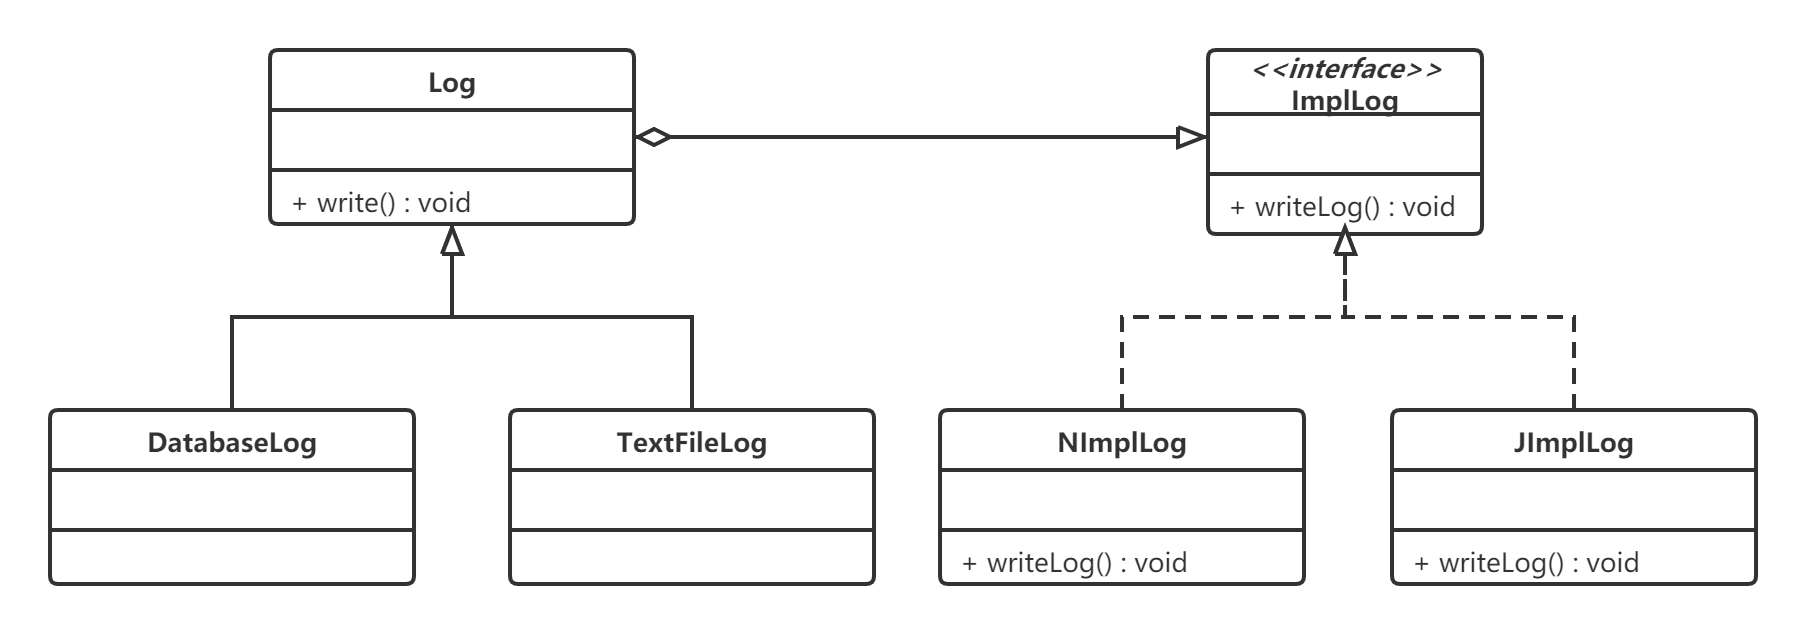 Log
+ write() : void
<<interface>>
ImplLog
+ writeLog() : void
DatabaseLog
TextFileLog
NImplLog
+ writeLog() : void
JImplLog
+ writeLog() : void